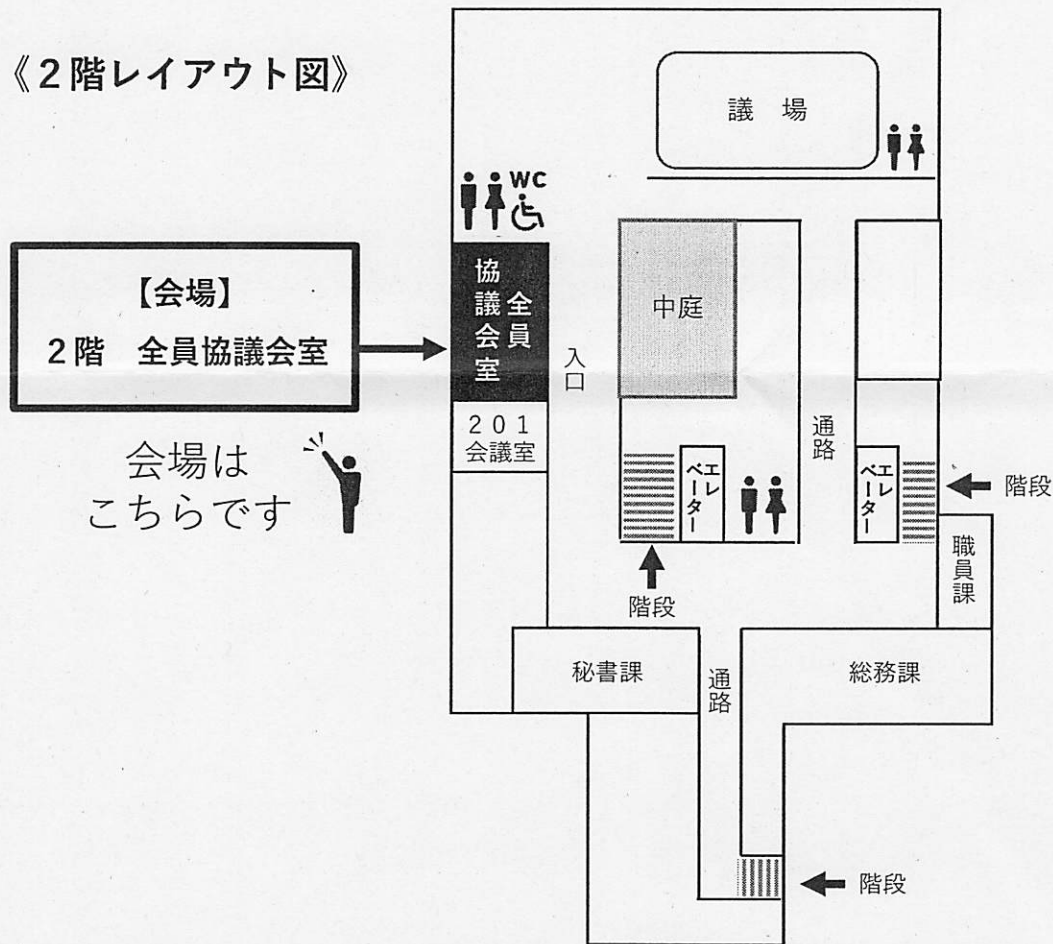 《２階レイアウト図》
議　場
WC
【会場】
２階　全員協議会室
全員
協議会室
入口
中庭
通路
２０１
会議室
会場は
こちらです
エレ
ベーター
エレ
ベーター
階段
階段
職員課
秘書課
通路
総務課
階段